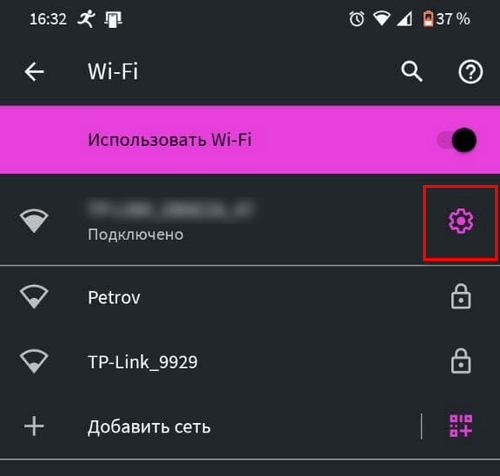 16:32 37 %
Wi-Fi
Использовать Wi-Fi
Подключено
Petrov
TP-Link_9929
Добавить сеть